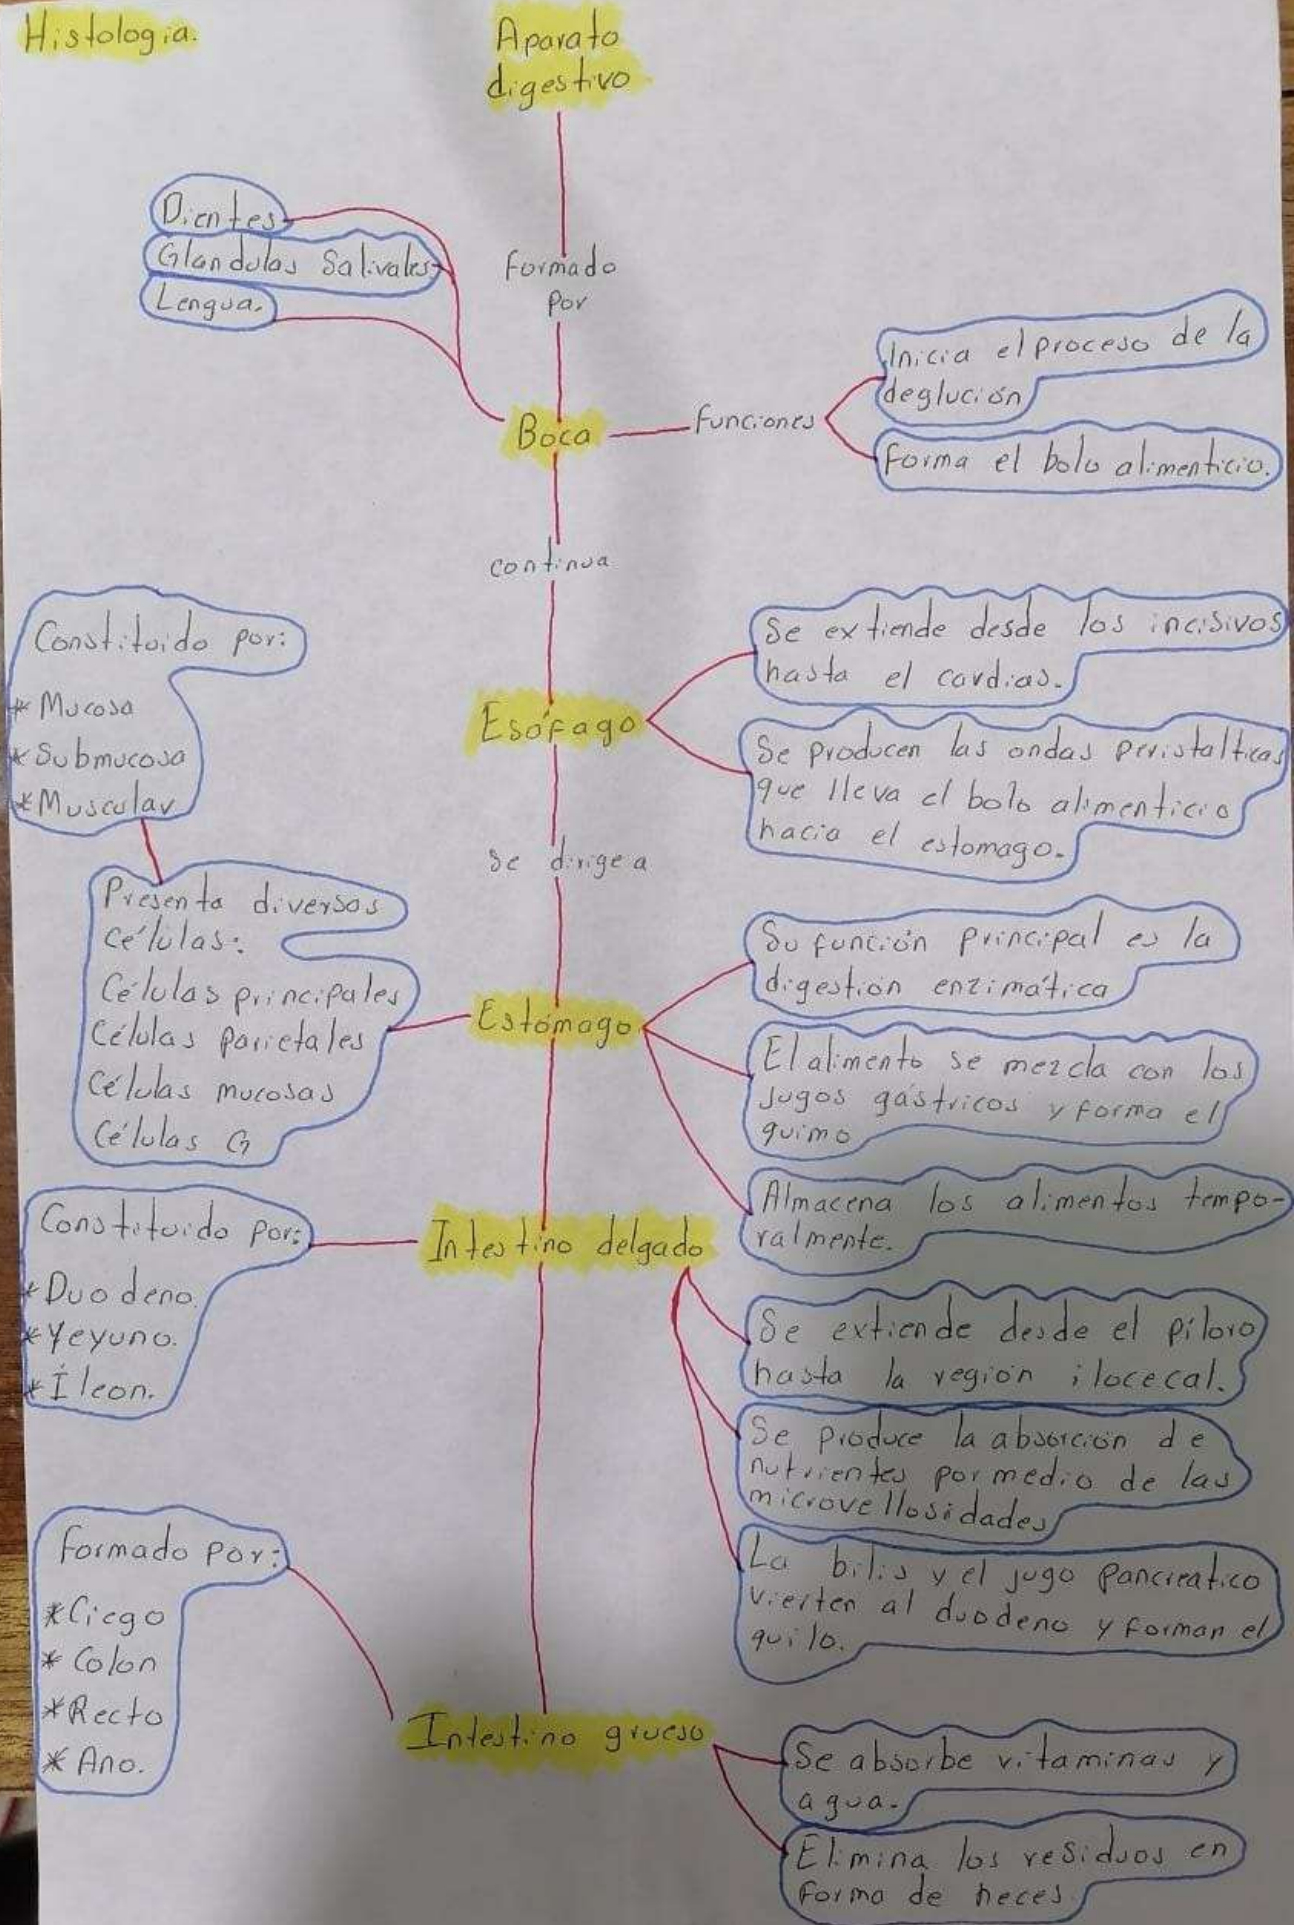 Histologia.
Aparato
digestivo
Dientes
Glandulas Salivales
Lengua.
formado
por
Inicia el proceso de la
deglución
Boca
funciones
forma el bolo alimenticio.
continua
Constituido por:
* Mucosa
* Submucosa
* Muscular
Se extiende desde los incisivos
hasta el cardias.
Esófago
Se producen las ondas peristalticas
que lleva el bolo alimenticio
hacia el estomago.
se dirige a
Presenta diversos
células:
Células principales
Células parietales
Células mucosas
Células G
Estómago
Su función principal es la
digestión enzimática
El alimento se mezcla con los
jugos gástricos y forma el
quimo
Almacena los alimentos tempo-
ralmente.
Constituido por:
* Duodeno.
* Yeyuno.
* Íleon.
Intestino delgado
Se extiende desde el píloro
hasta la región ilocecal.
Se produce la absorción de
nutrientes por medio de las
microvellosidades
La bilis y el jugo pancreatico
vierten al duodeno y forman el
quilo.
formado por:
* Ciego
* Colon
* Recto
* Ano.
Intestino grueso
Se absorbe vitaminas y
agua.
Elimina los residuos en
forma de heces